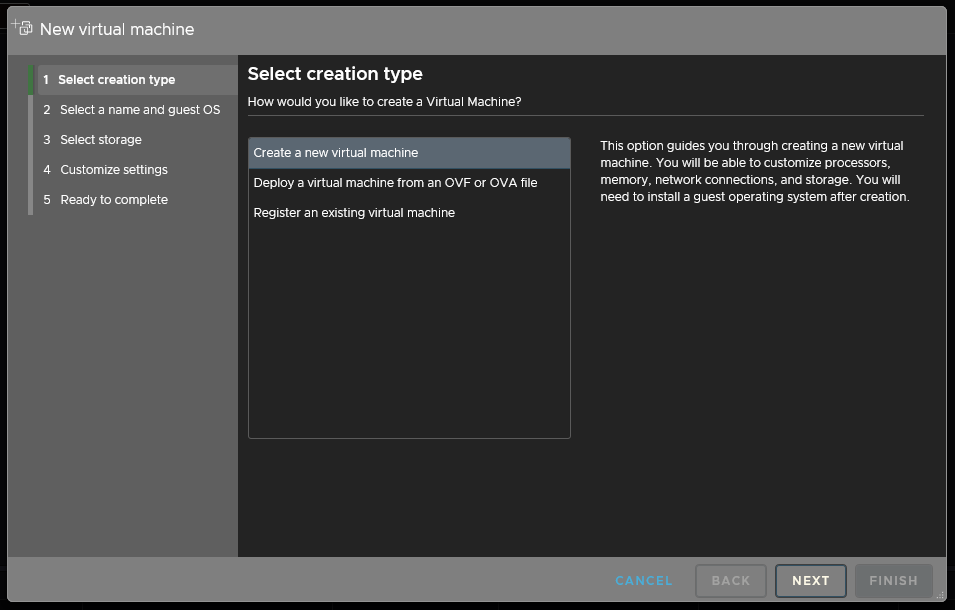 New virtual machine
1 Select creation type
2 Select a name and guest OS
3 Select storage
4 Customize settings
5 Ready to complete
Select creation type
How would you like to create a Virtual Machine?
Create a new virtual machine
Deploy a virtual machine from an OVF or OVA file
Register an existing virtual machine
This option guides you through creating a new virtual
machine. You will be able to customize processors,
memory, network connections, and storage. You will
need to install a guest operating system after creation.
CANCEL BACK NEXT FINISH